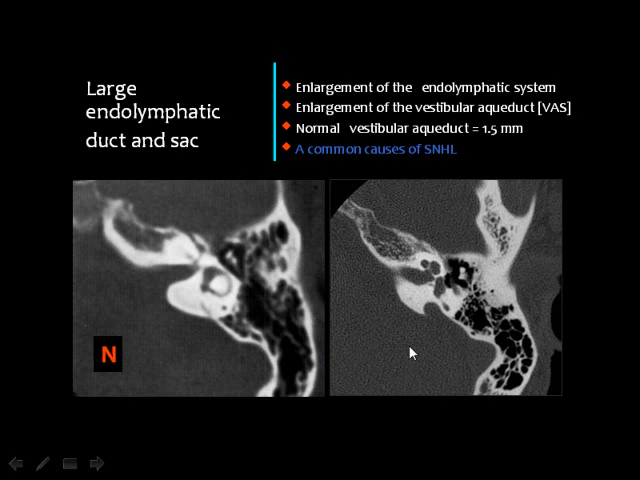 Large
endolymphatic
duct and sac
Enlargement of the endolymphatic system
Enlargement of the vestibular aqueduct [VAS]
Normal vestibular aqueduct = 1.5 mm
A common causes of SNHL
N